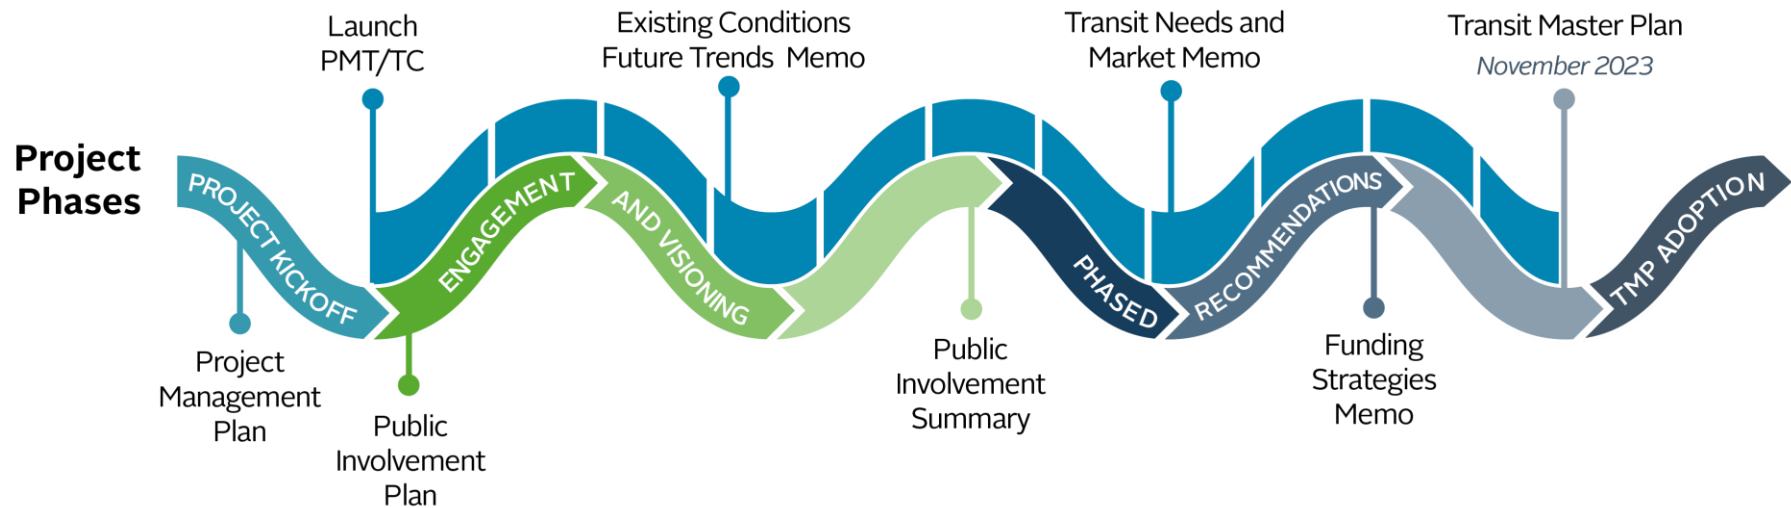 Launch
PMT/TC
Existing Conditions
Future Trends Memo
Transit Needs and
Market Memo
Transit Master Plan
November 2023
Project
Phases
PROJECT KICKOFF
ENGAGEMENT
AND VISIONING
PHASED
RECOMMENDATIONS
TMP ADOPTION
Project
Management
Plan
Public
Involvement
Plan
Public
Involvement
Summary
Funding
Strategies
Memo